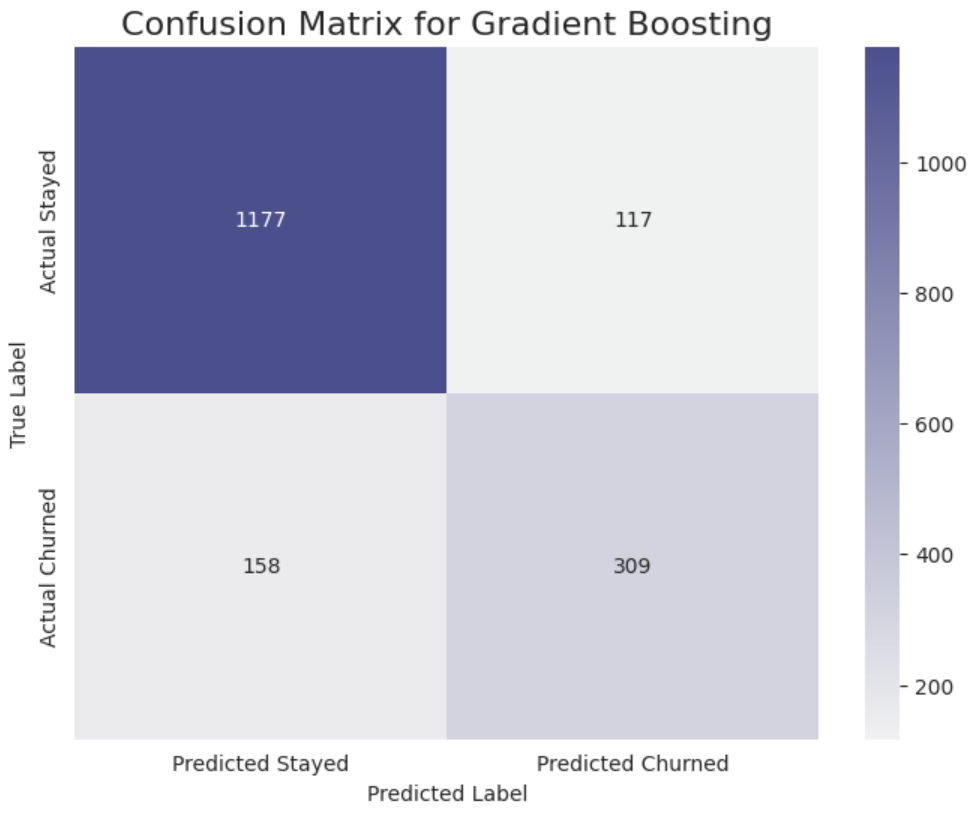 Confusion Matrix for Gradient Boosting
Actual Stayed
1177
117
1000
800
True Label
600
Actual Churned
158
309
400
200
Predicted Stayed
Predicted Churned
Predicted Label